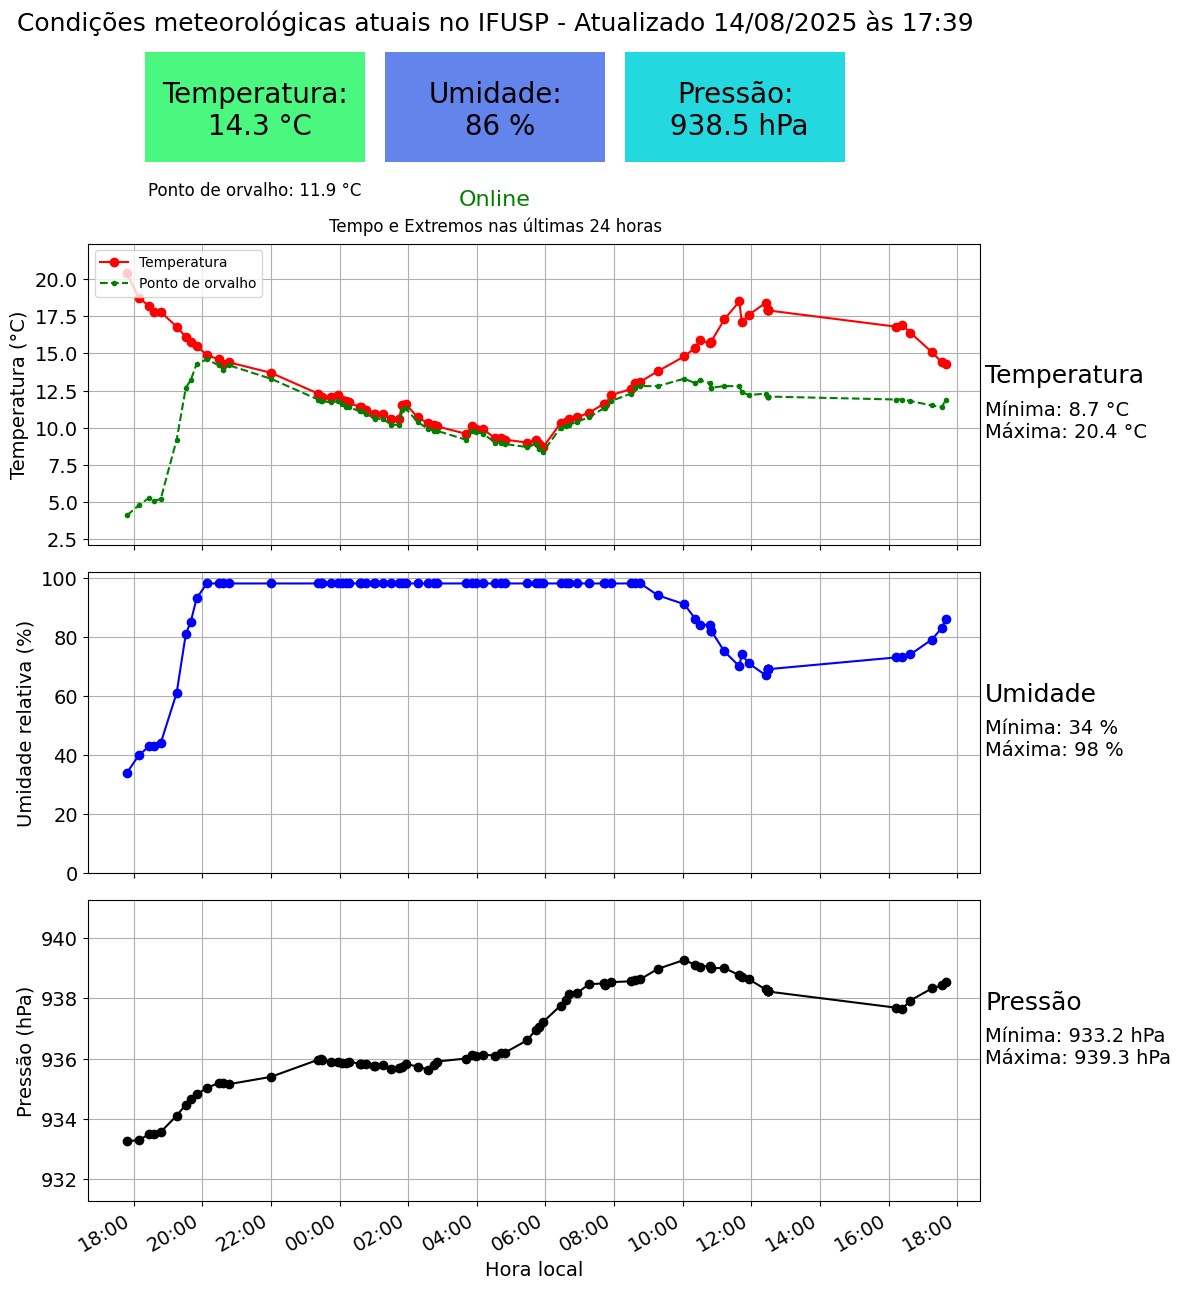 Condições meteorológicas atuais no IFUSP - Atualizado 14/08/2025 às 17:39
Temperatura:
14.3 °C
Umidade:
86 %
Pressão:
938.5 hPa
Ponto de orvalho: 11.9 °C
Online
Tempo e Extremos nas últimas 24 horas
Temperatura
Ponto de orvalho
Temperatura (°C)
20.0
17.5
15.0
12.5
10.0
7.5
5.0
2.5
Temperatura
Mínima: 8.7 °C
Máxima: 20.4 °C
Umidade relativa (%)
100
80
60
40
20
0
Umidade
Mínima: 34 %
Máxima: 98 %
Pressão (hPa)
940
938
936
934
932
Pressão
Mínima: 933.2 hPa
Máxima: 939.3 hPa
18:00
20:00
22:00
00:00
02:00
04:00
06:00
08:00
10:00
12:00
14:00
16:00
18:00
Hora local